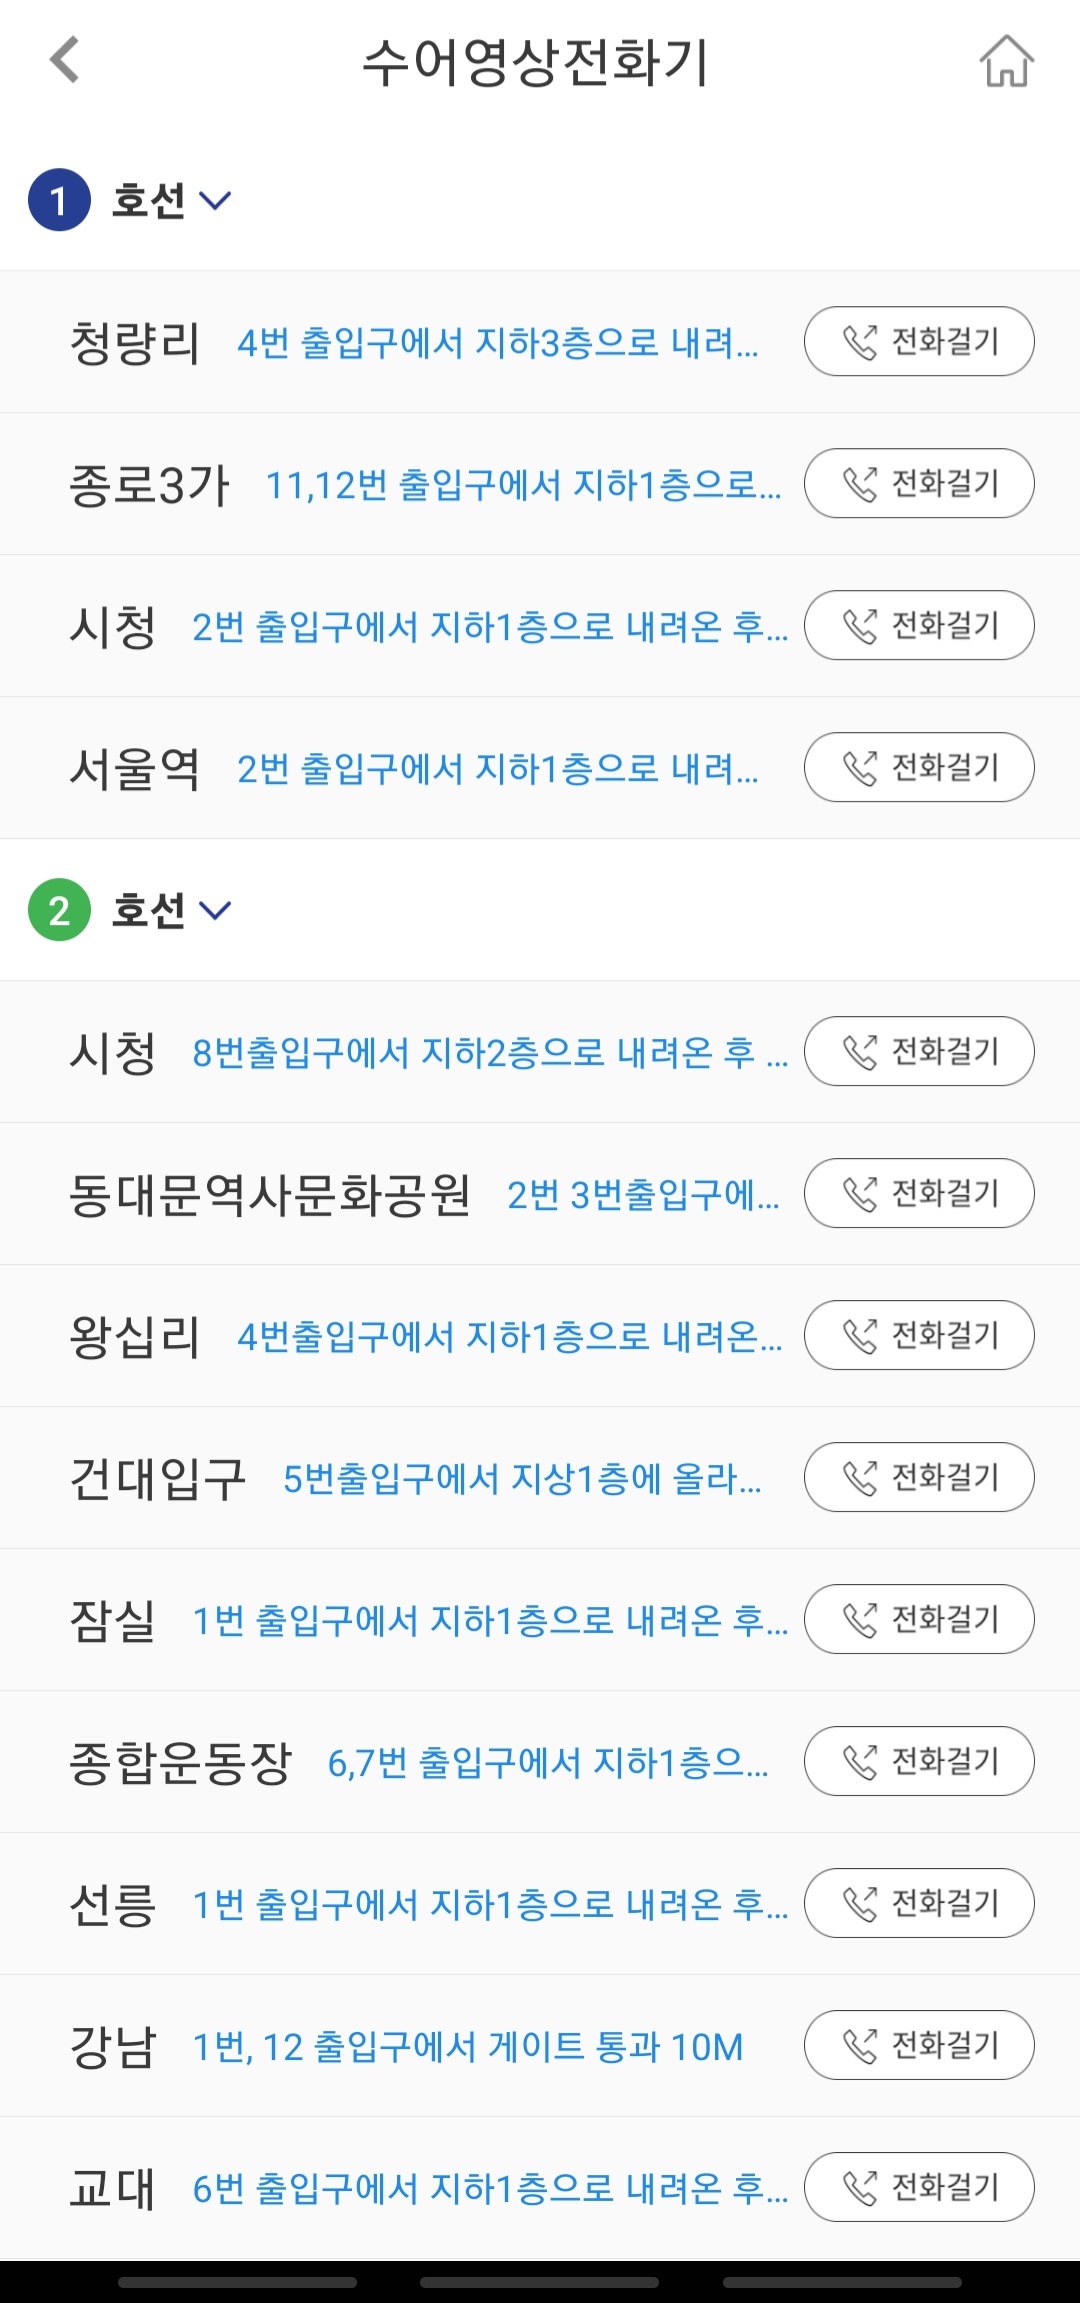 수어영상전화기
1 호선
청량리 4번 출입구에서 지하3층으로 내려... 전화걸기
종로3가 11,12번 출입구에서 지하1층으로... 전화걸기
시청 2번 출입구에서 지하1층으로 내려온 후... 전화걸기
서울역 2번 출입구에서 지하1층으로 내려... 전화걸기
2 호선
시청 8번출입구에서 지하2층으로 내려온 후 ... 전화걸기
동대문역사문화공원 2번 3번출입구에... 전화걸기
왕십리 4번출입구에서 지하1층으로 내려온... 전화걸기
건대입구 5번출입구에서 지상1층에 올라... 전화걸기
잠실 1번 출입구에서 지하1층으로 내려온 후... 전화걸기
종합운동장 6,7번 출입구에서 지하1층으... 전화걸기
선릉 1번 출입구에서 지하1층으로 내려온 후... 전화걸기
강남 1번, 12 출입구에서 게이트 통과 10M 전화걸기
교대 6번 출입구에서 지하1층으로 내려온 후... 전화걸기